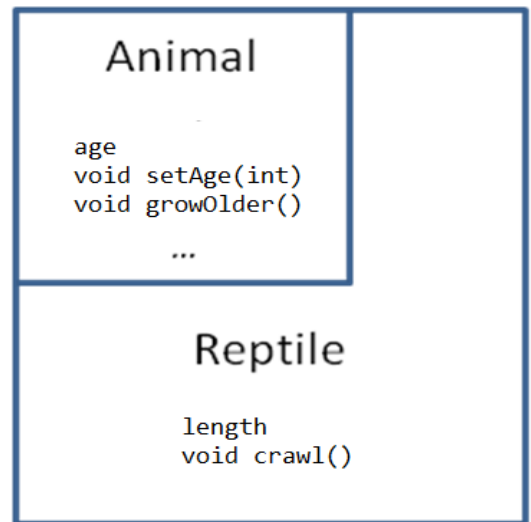 Animal
age
void setAge(int)
void growOlder()
...
Reptile
length
void crawl()